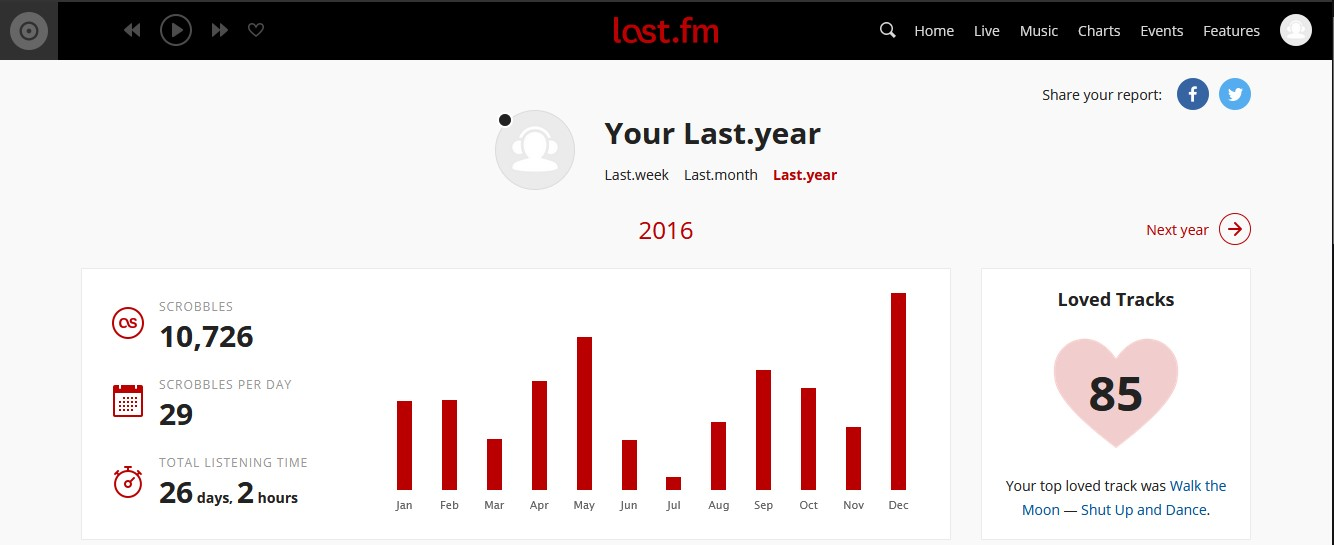 last.fm
Home Live Music Charts Events Features
Share your report:
Your Last.year
Last.week Last.month Last.year
2016
Next year
SCROBBLES
10,726
SCROBBLES PER DAY
29
TOTAL LISTENING TIME
26 days, 2 hours
Jan Feb Mar Apr May Jun Jul Aug Sep Oct Nov Dec
Loved Tracks
85
Your top loved track was Walk the
Moon — Shut Up and Dance.